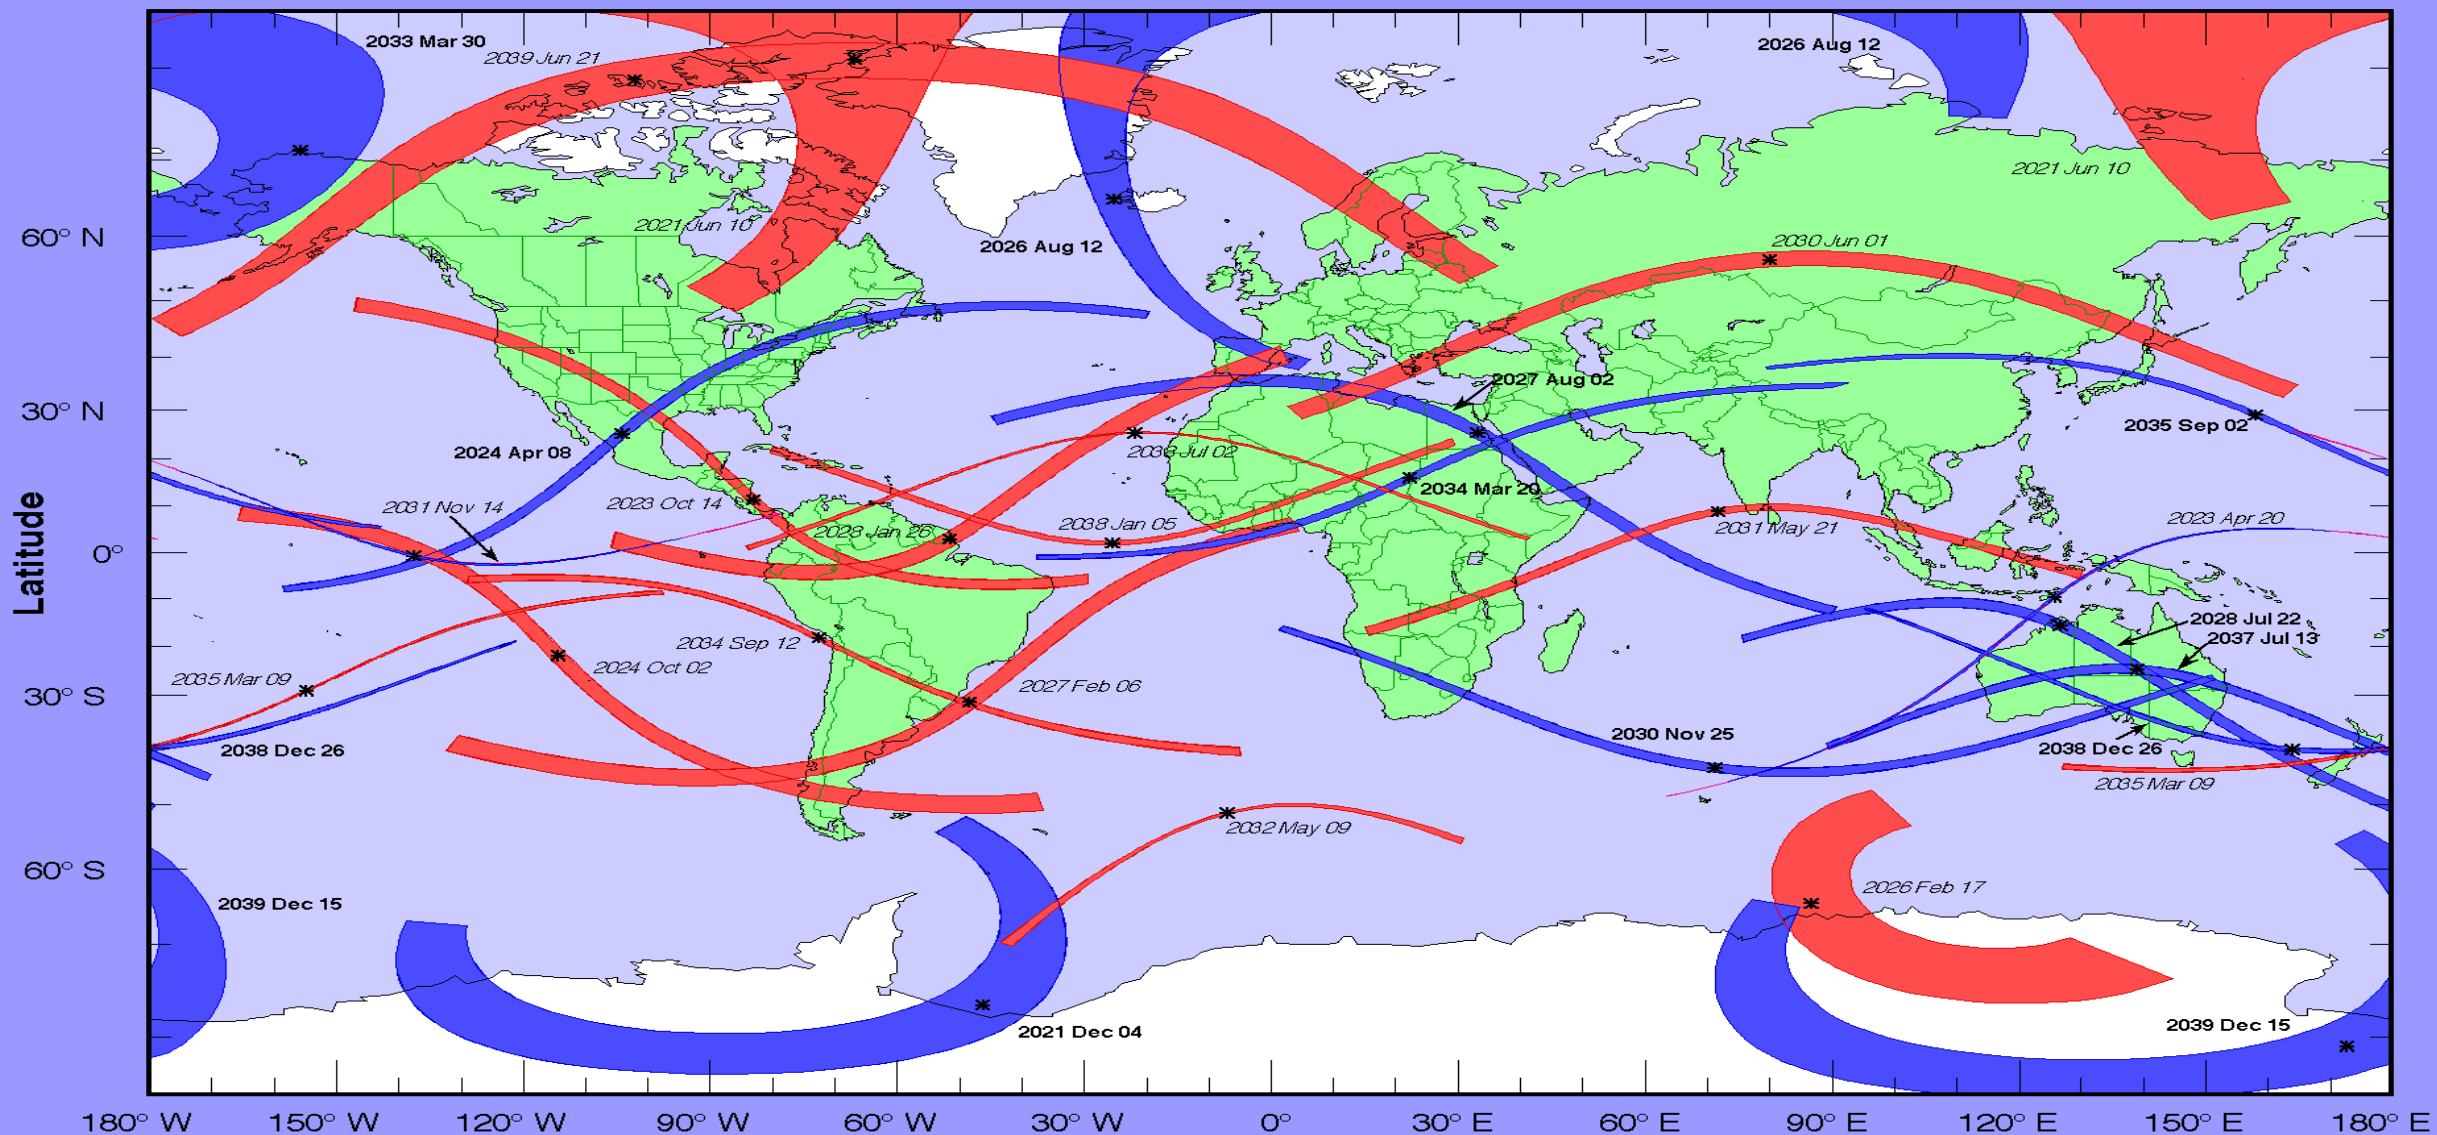 2033 Mar 30
2039 Jun 21
2026 Aug 12
2021 Jun 10
2021 Jun 10
60° N
2026 Aug 12
2030 Jun 01
2027 Aug 02
30° N
2035 Sep 02
2024 Apr 08
2038 Jul 02
2034 Mar 20
Latitude
2031 Nov 14
2023 Oct 14
2028 Jan 26
2038 Jan 05
2031 May 21
2023 Apr 20
0°
2028 Jul 22
2037 Jul 13
2034 Sep 12
2024 Oct 02
2035 Mar 09
2027 Feb 06
30° S
2030 Nov 25
2038 Dec 26
2038 Dec 26
2035 Mar 09
2032 May 09
60° S
2026 Feb 17
2039 Dec 15
2021 Dec 04
2039 Dec 15
180° W 150° W 120° W 90° W 60° W 30° W 0° 30° E 60° E 90° E 120° E 150° E 180° E